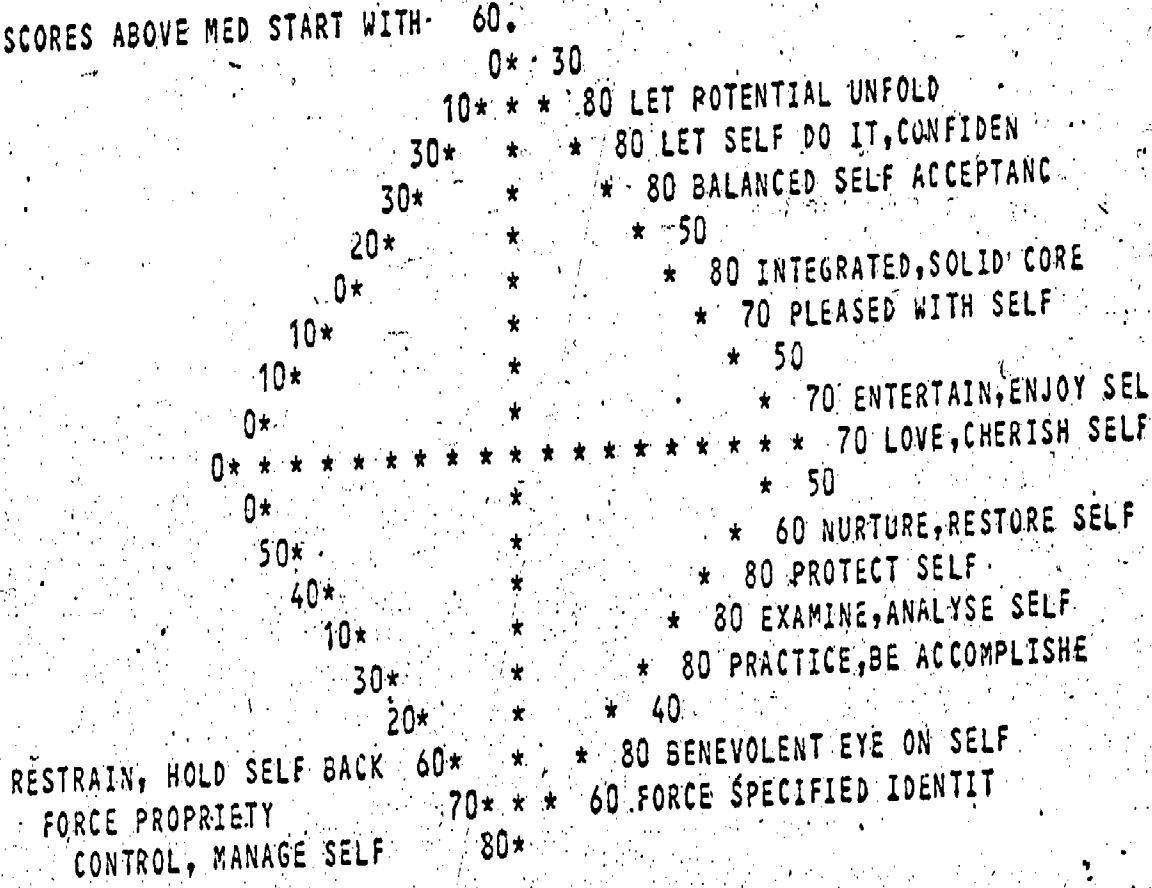 SCORES ABOVE MED START WITH- 60.
0* 30
10* * * 80 LET POTENTIAL UNFOLD
30* * * 80 LET SELF DO IT,CONFIDEN
30* * * 80 BALANCED SELF ACCEPTANC
20* * * 50
0* * * 80 INTEGRATED,SOLID CORE
10* * * 70 PLEASED WITH SELF
10* * * 50
0* * * 70 ENTERTAIN,ENJOY SEL
0* * * * * * * * * * * * * * * * * * * 70 LOVE,CHERISH SELF
0* * * 50
50* * * 60 NURTURE,RESTORE SELF
40* * * 80 PROTECT SELF
10* * * 80 EXAMINE,ANALYSE SELF
30* * * 80 PRACTICE,BE ACCOMPLISHE
20* * * 40
RESTRAIN, HOLD SELF BACK 60* * * 80 BENEVOLENT EYE ON SELF
FORCE PROPRIETY 70* * * 60 FORCE SPECIFIED IDENTIT
CONTROL, MANAGE SELF 80*